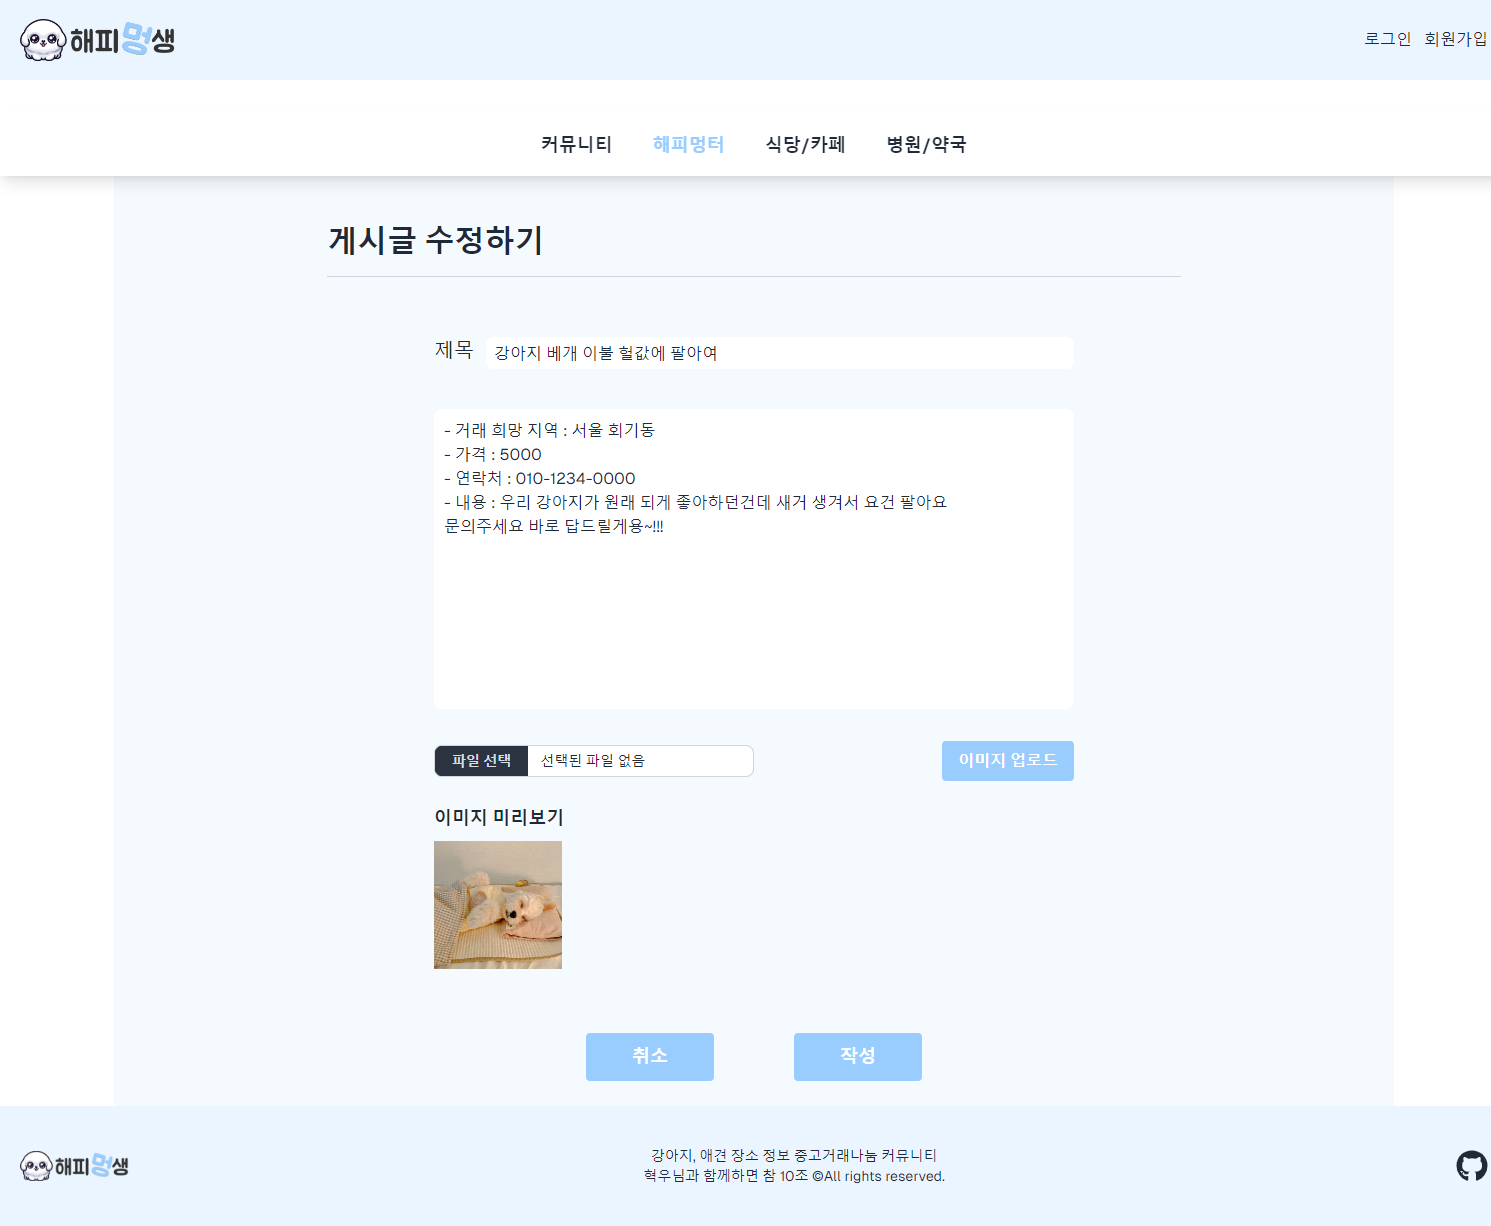 해피멍생
로그인 회원가입
커뮤니티 해피멍터 식당/카페 병원/약국
게시글 수정하기
제목 강아지 베개 이불 헐값에 팔아여
- 거래 희망 지역 : 서울 회기동
- 가격 : 5000
- 연락처 : 010-1234-0000
- 내용 : 우리 강아지가 원래 되게 좋아하던건데 새거 생겨서 요건 팔아요
문의주세요 바로 답드릴게용~!!!
파일 선택 선택된 파일 없음 이미지 업로드
이미지 미리보기
취소 작성
해피멍생
강아지, 애견 장소 정보 중고거래나눔 커뮤니티
혁우님과 함께하면 참 10조 ©All rights reserved.